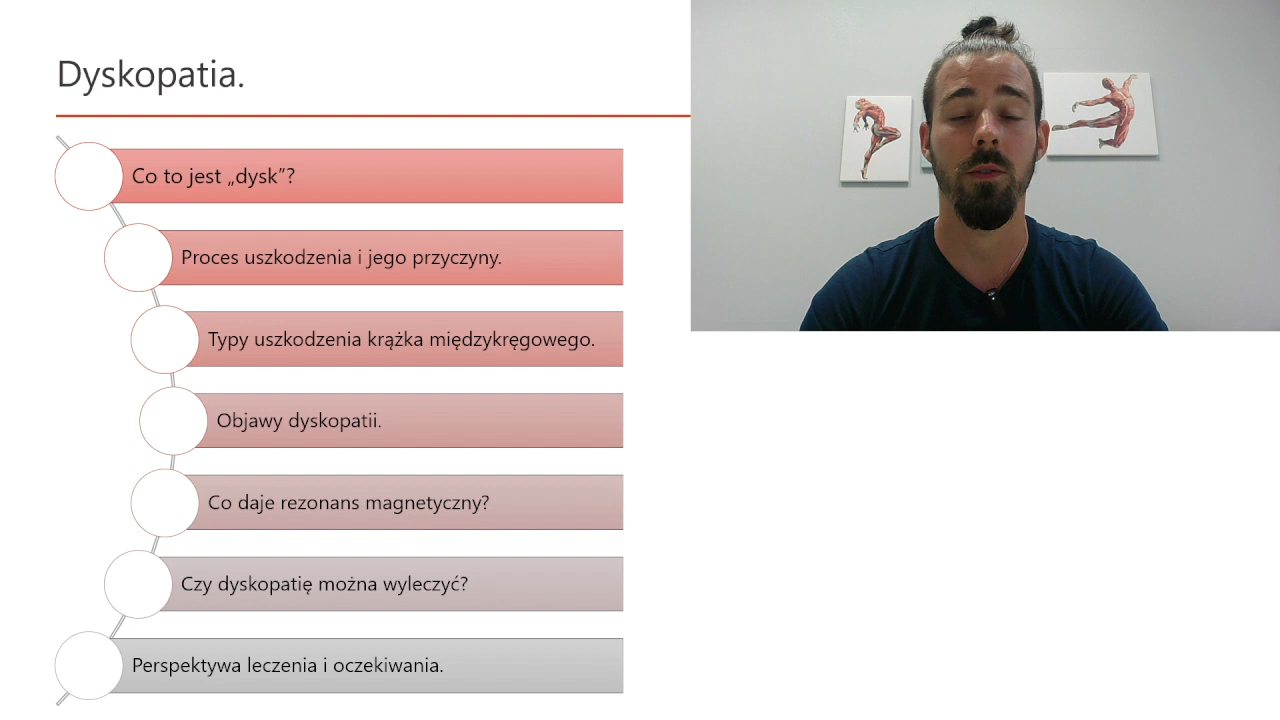 Dyskopatia.
Co to jest „dysk”?
Proces uszkodzenia i jego przyczyny.
Typy uszkodzenia krążka międzykręgowego.
Objawy dyskopatii.
Co daje rezonans magnetyczny?
Czy dyskopatię można wyleczyć?
Perspektywa leczenia i oczekiwania.